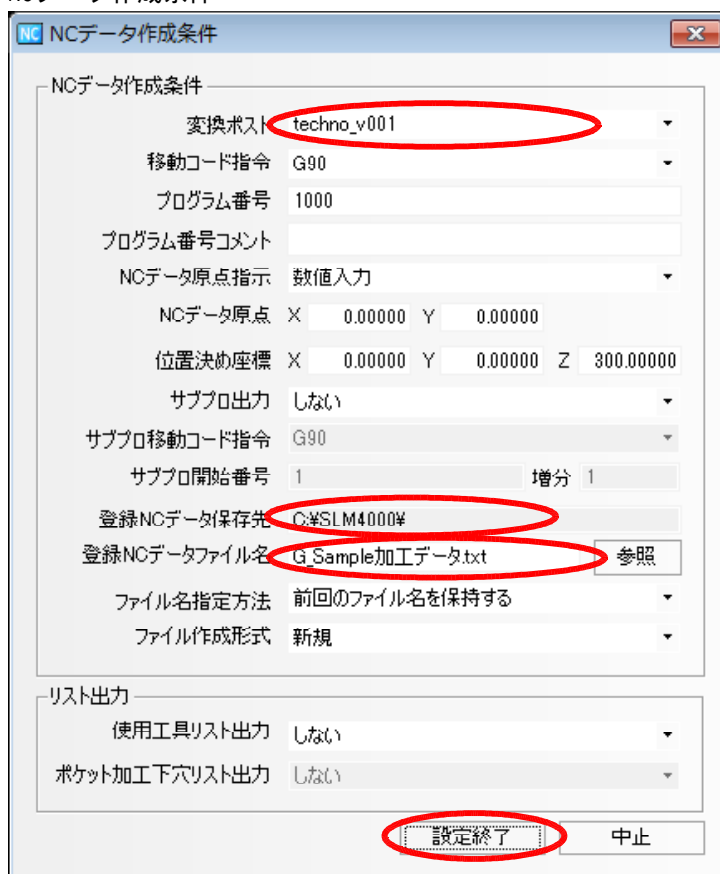 NC NCデータ作成条件
NCデータ作成条件
変換ポスト techno_v001
移動コード指令 G90
プログラム番号 1000
プログラム番号コメント
NCデータ原点指示 数値入力
NCデータ原点 X 0.00000 Y 0.00000
位置決め座標 X 0.00000 Y 0.00000 Z 300.00000
サブプロ出力 しない
サブプロ移動コード指令 G90
サブプロ開始番号 1 増分 1
登録NCデータ保存先 C:¥SLM4000¥
登録NCデータファイル名 G_Sample加工データ.txt 参照
ファイル名指定方法 前回のファイル名を保持する
ファイル作成形式 新規
リスト出力
使用工具リスト出力 しない
ポケット加工下穴リスト出力 しない
設定終了 中止